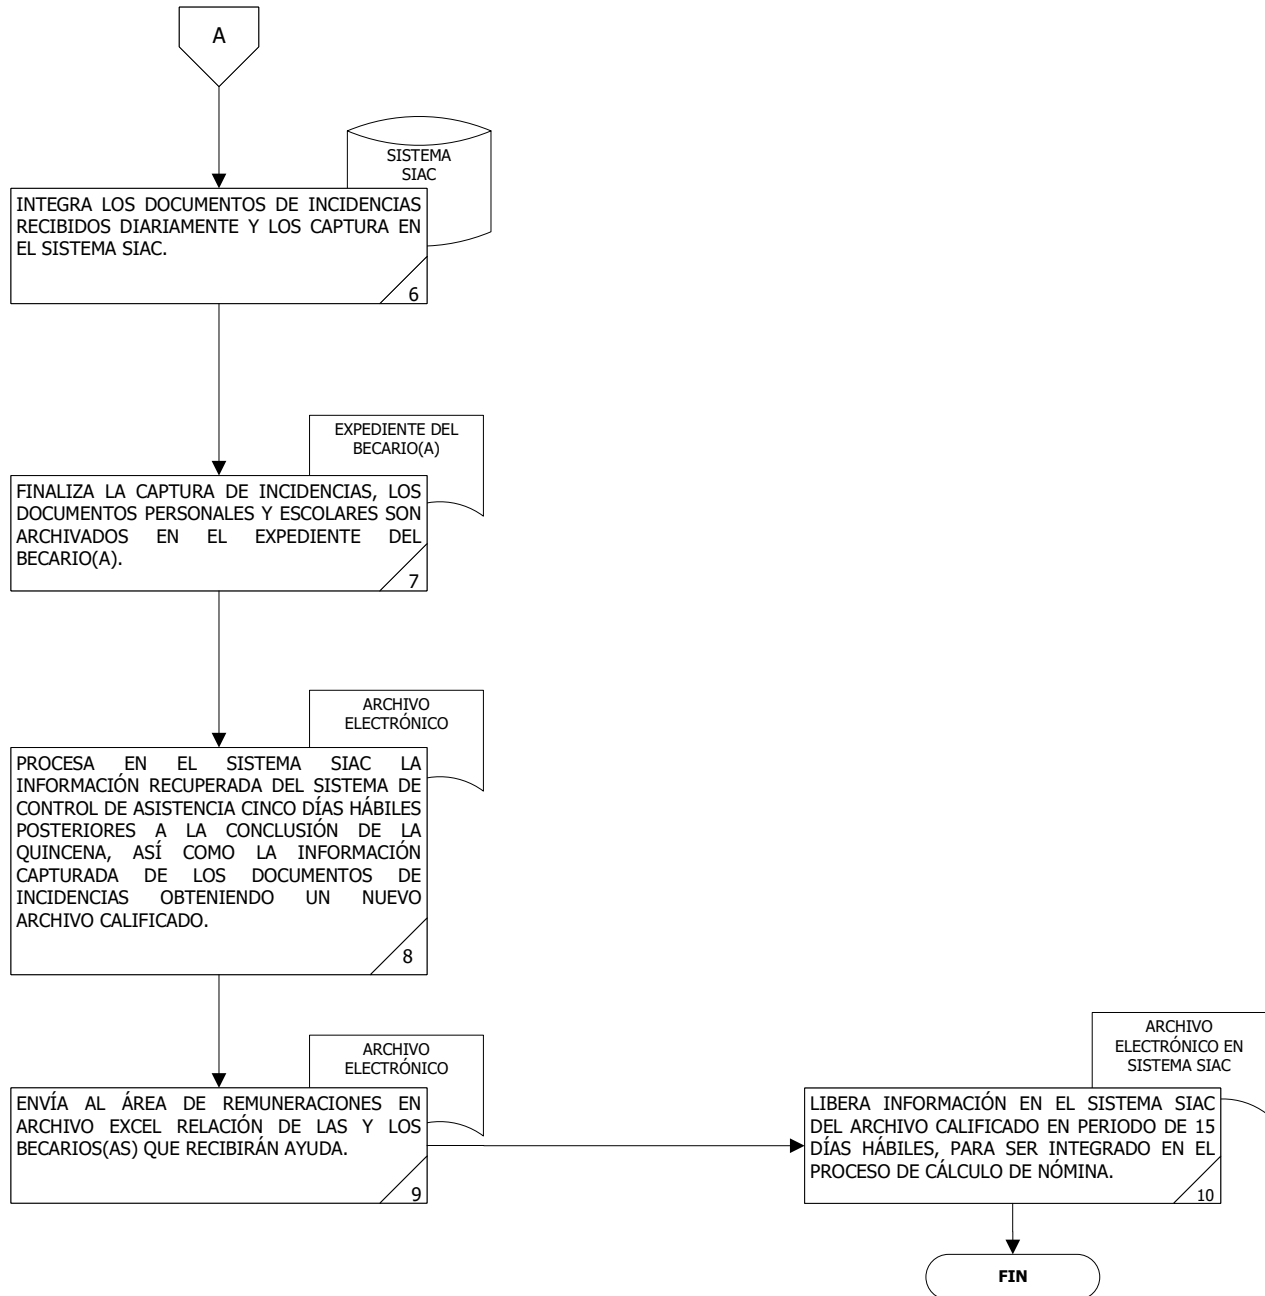 A
SISTEMA
SIAC
INTEGRA LOS DOCUMENTOS DE INCIDENCIAS
RECIBIDOS DIARIAMENTE Y LOS CAPTURA EN
EL SISTEMA SIAC.
6
EXPEDIENTE DEL
BECARIO(A)
FINALIZA LA CAPTURA DE INCIDENCIAS, LOS
DOCUMENTOS PERSONALES Y ESCOLARES SON
ARCHIVADOS EN EL EXPEDIENTE DEL
BECARIO(A).
7
ARCHIVO
ELECTRÓNICO
PROCESA EN EL SISTEMA SIAC LA
INFORMACIÓN RECUPERADA DEL SISTEMA DE
CONTROL DE ASISTENCIA CINCO DÍAS HÁBILES
POSTERIORES A LA CONCLUSIÓN DE LA
QUINCENA, ASÍ COMO LA INFORMACIÓN
CAPTURADA DE LOS DOCUMENTOS DE
INCIDENCIAS OBTENIENDO UN NUEVO
ARCHIVO CALIFICADO.
8
ARCHIVO
ELECTRÓNICO
ENVÍA AL ÁREA DE REMUNERACIONES EN
ARCHIVO EXCEL RELACIÓN DE LAS Y LOS
BECARIOS(AS) QUE RECIBIRÁN AYUDA.
9
ARCHIVO
ELECTRÓNICO EN
SISTEMA SIAC
LIBERA INFORMACIÓN EN EL SISTEMA SIAC
DEL ARCHIVO CALIFICADO EN PERIODO DE 15
DÍAS HÁBILES, PARA SER INTEGRADO EN EL
PROCESO DE CÁLCULO DE NÓMINA.
10
FIN